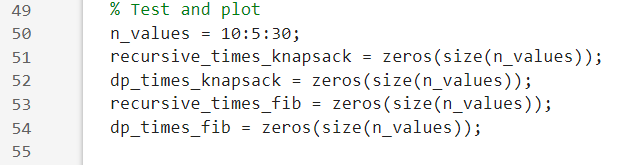 49 % Test and plot
50 n_values = 10:5:30;
51 recursive_times_knapsack = zeros(size(n_values));
52 dp_times_knapsack = zeros(size(n_values));
53 recursive_times_fib = zeros(size(n_values));
54 dp_times_fib = zeros(size(n_values));
55